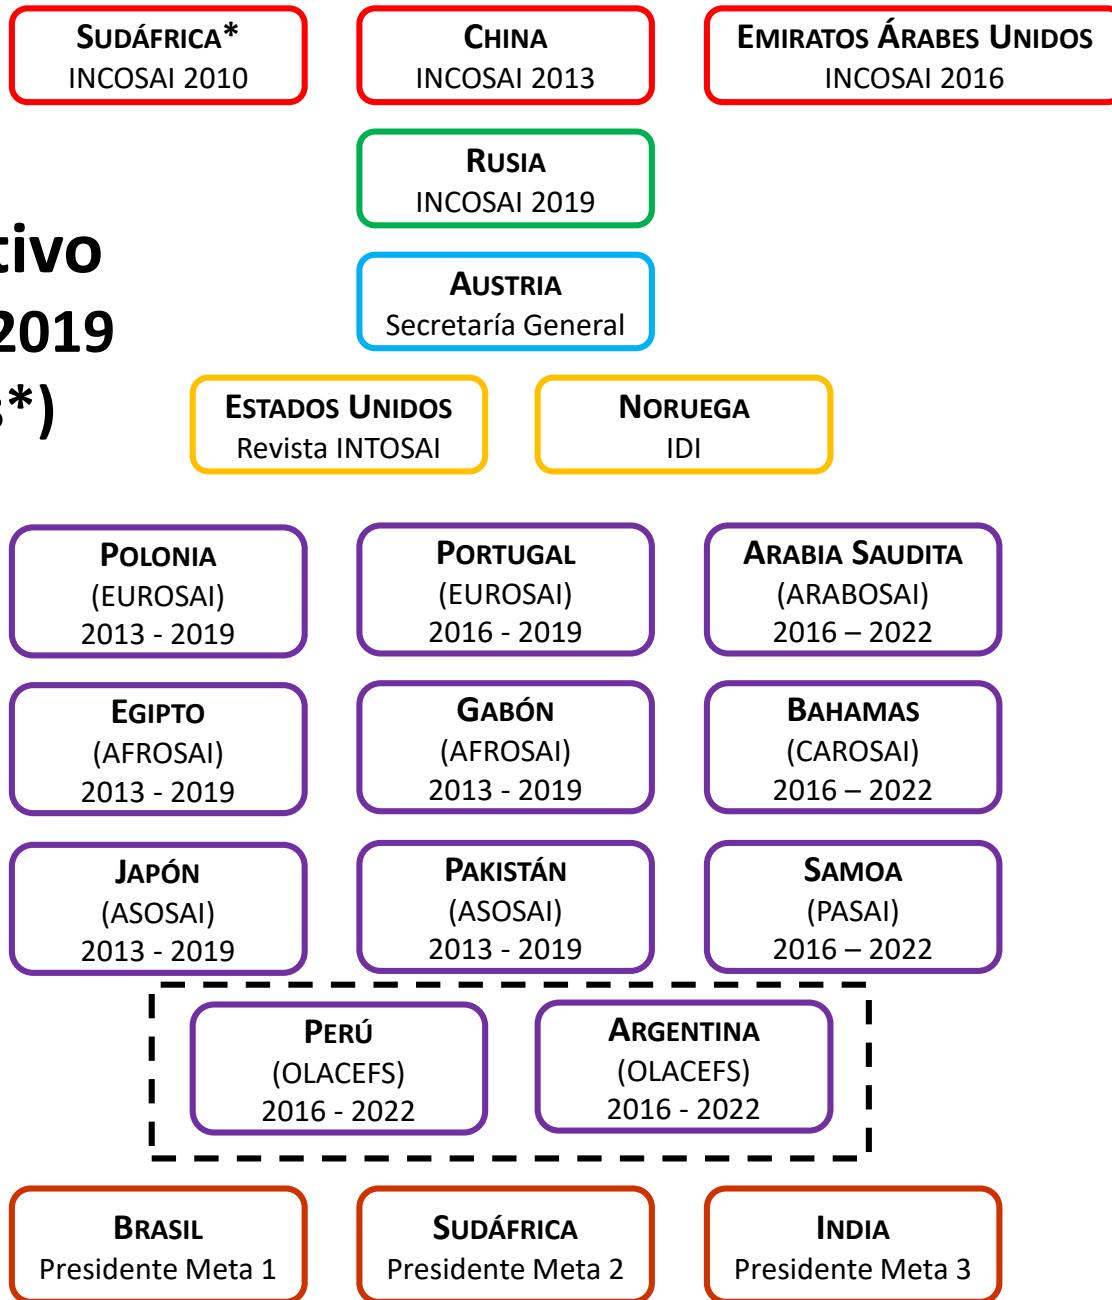 SUDÁFRICA*
INCOSAI 2010
CHINA
INCOSAI 2013
EMIRATOS ÁRABES UNIDOS
INCOSAI 2016
RUSIA
INCOSAI 2019
tivo
2019
s*)
AUSTRIA
Secretaría General
ESTADOS UNIDOS
Revista INTOSAI
NORUEGA
IDI
POLONIA
(EUROSAI)
2013 - 2019
PORTUGAL
(EUROSAI)
2016 - 2019
ARABIA SAUDITA
(ARABOSAI)
2016 – 2022
EGIPTO
(AFROSAI)
2013 - 2019
GABÓN
(AFROSAI)
2013 - 2019
BAHAMAS
(CAROSAI)
2016 – 2022
JAPÓN
(ASOSAI)
2013 - 2019
PAKISTÁN
(ASOSAI)
2013 - 2019
SAMOA
(PASAI)
2016 – 2022
PERÚ
(OLACEFS)
2016 - 2022
ARGENTINA
(OLACEFS)
2016 - 2022
BRASIL
Presidente Meta 1
SUDÁFRICA
Presidente Meta 2
INDIA
Presidente Meta 3